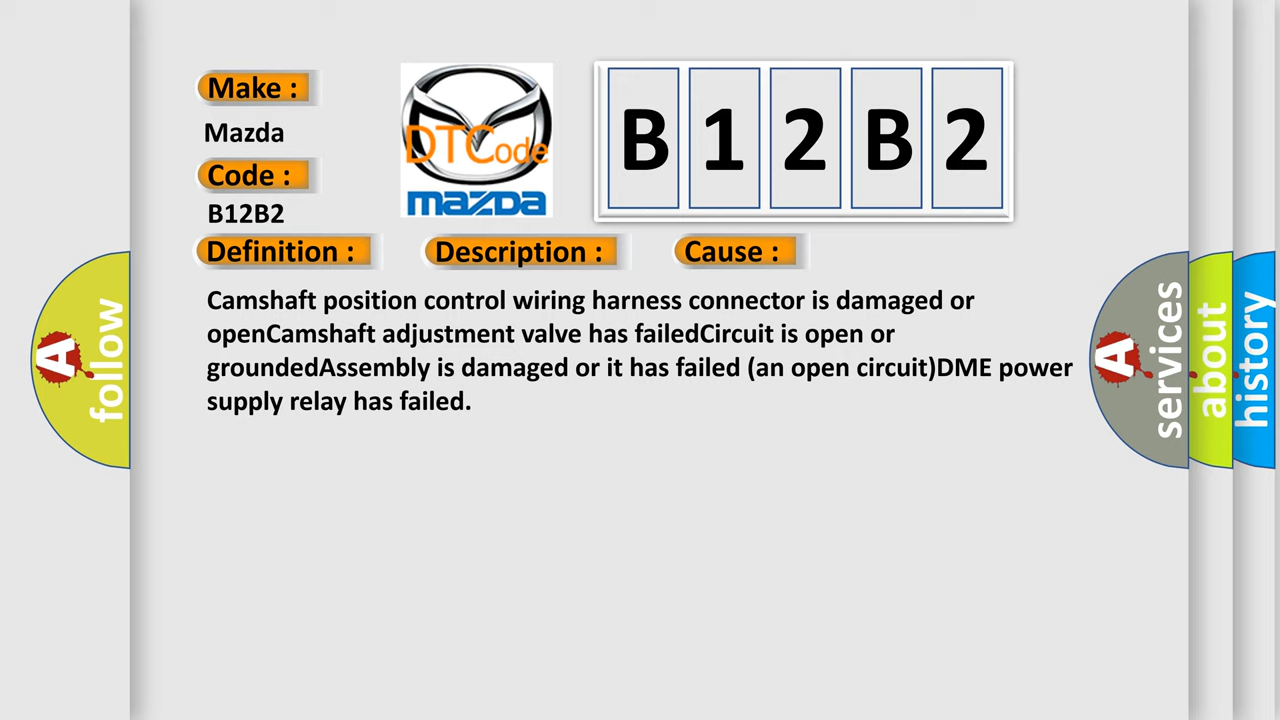 Make :
Mazda
Code :
B12B2
DTCode
mazda
B 1 2 B 2
Definition :
Description :
Cause :
Camshaft position control wiring harness connector is damaged or
openCamshaft adjustment valve has failedCircuit is open or
groundedAssembly is damaged or it has failed (an open circuit)DME power
supply relay has failed.
A follow
A services
about
history